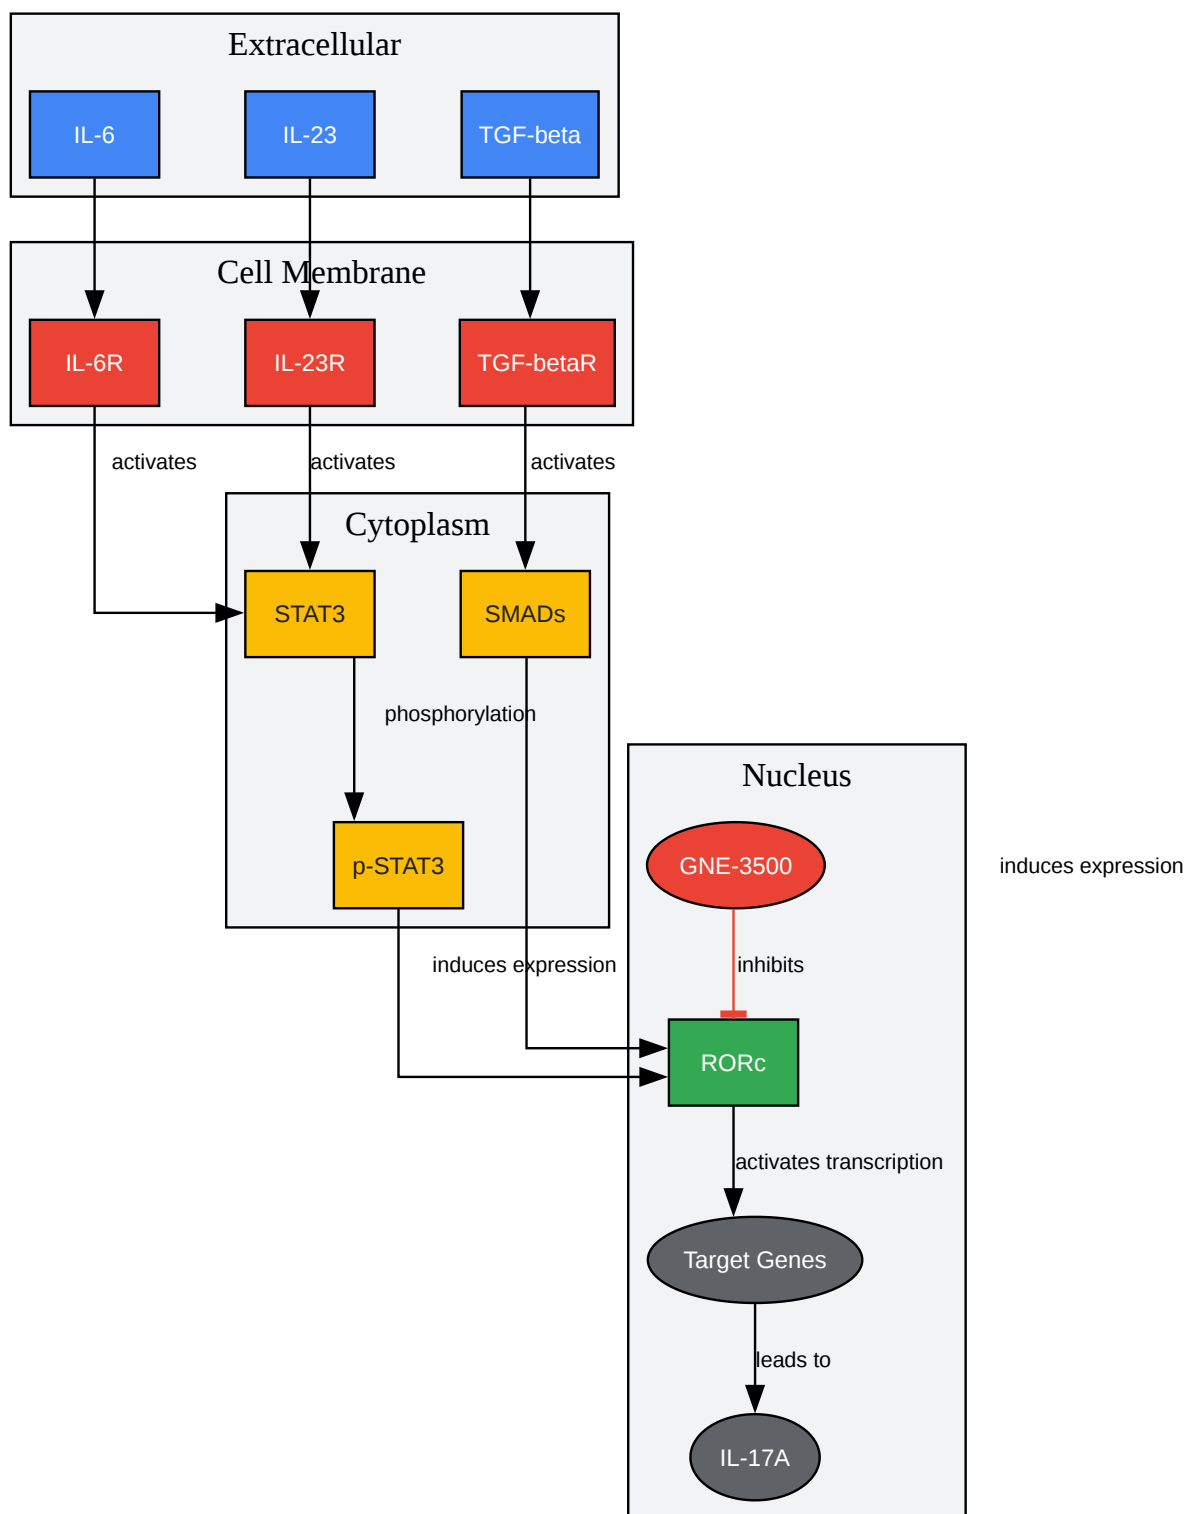 Extracellular
IL-6
IL-23
TGF-beta
Cell Membrane
IL-6R
IL-23R
TGF-betaR
activates
activates
activates
Cytoplasm
STAT3
SMADs
phosphorylation
Nucleus
p-STAT3
GNE-3500
induces expression
induces expression
inhibits
RORc
activates transcription
Target Genes
leads to
IL-17A